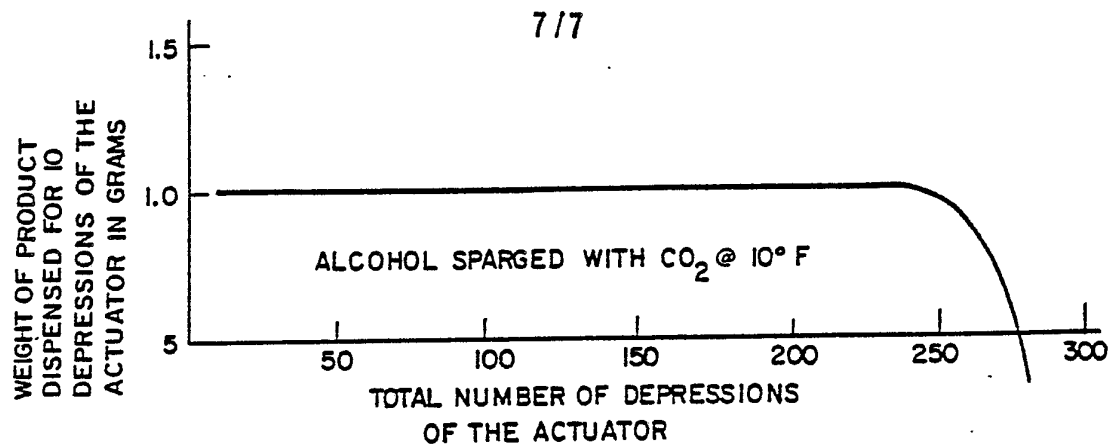 7/7
WEIGHT OF PRODUCT
DISPENSED FOR 10
DEPRESSIONS OF THE
ACTUATOR IN GRAMS
1.5
1.0
5
ALCOHOL SPARGED WITH CO₂ @ 10° F
50 100 150 200 250 300
TOTAL NUMBER OF DEPRESSIONS
OF THE ACTUATOR